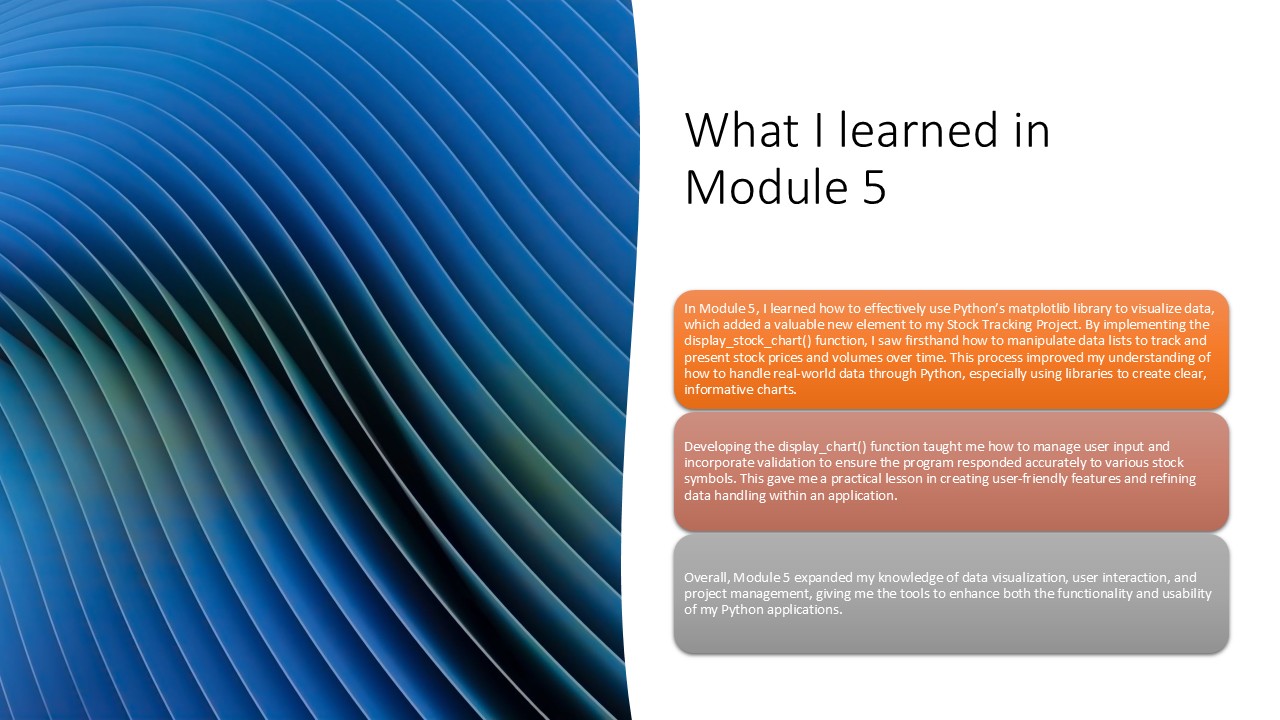 What I learned in
Module 5
In Module 5, I learned how to effectively use Python’s matplotlib library to visualize data,
which added a valuable new element to my Stock Tracking Project. By implementing the
display_stock_chart() function, I saw firsthand how to manipulate data lists to track and
present stock prices and volumes over time. This process improved my understanding of
how to handle real-world data through Python, especially using libraries to create clear,
informative charts.
Developing the display_chart() function taught me how to manage user input and
incorporate validation to ensure the program responded accurately to various stock
symbols. This gave me a practical lesson in creating user-friendly features and refining
data handling within an application.
Overall, Module 5 expanded my knowledge of data visualization, user interaction, and
project management, giving me the tools to enhance both the functionality and usability
of my Python applications.